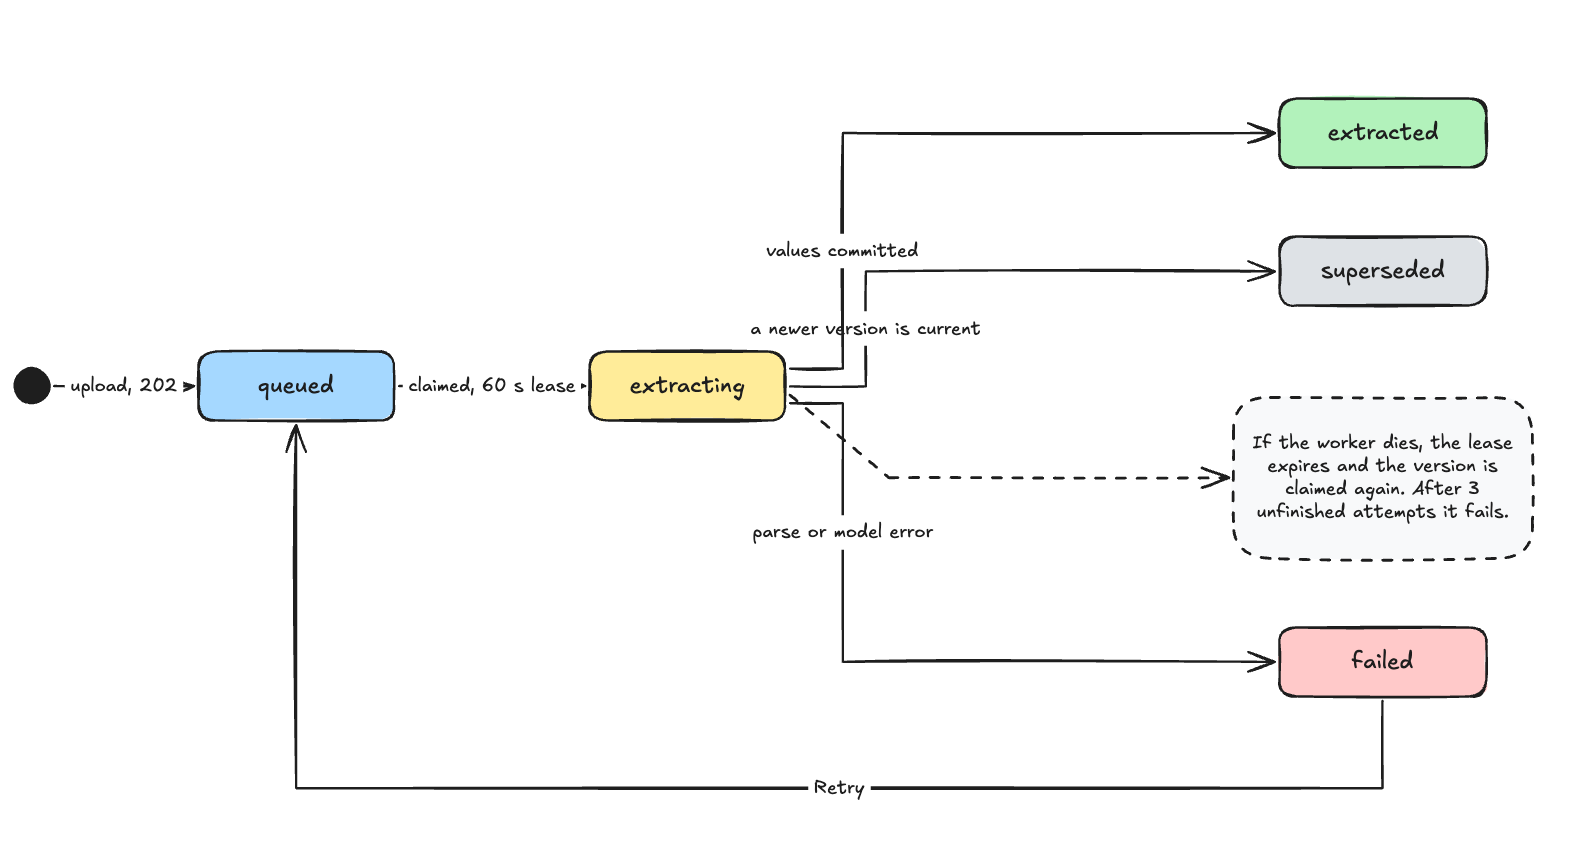 extracted
values committed
superseded
a newer version is current
upload, 202
queued
claimed, 60 s lease
extracting
If the worker dies, the lease
expires and the version is
claimed again. After 3
unfinished attempts it fails.
parse or model error
failed
Retry